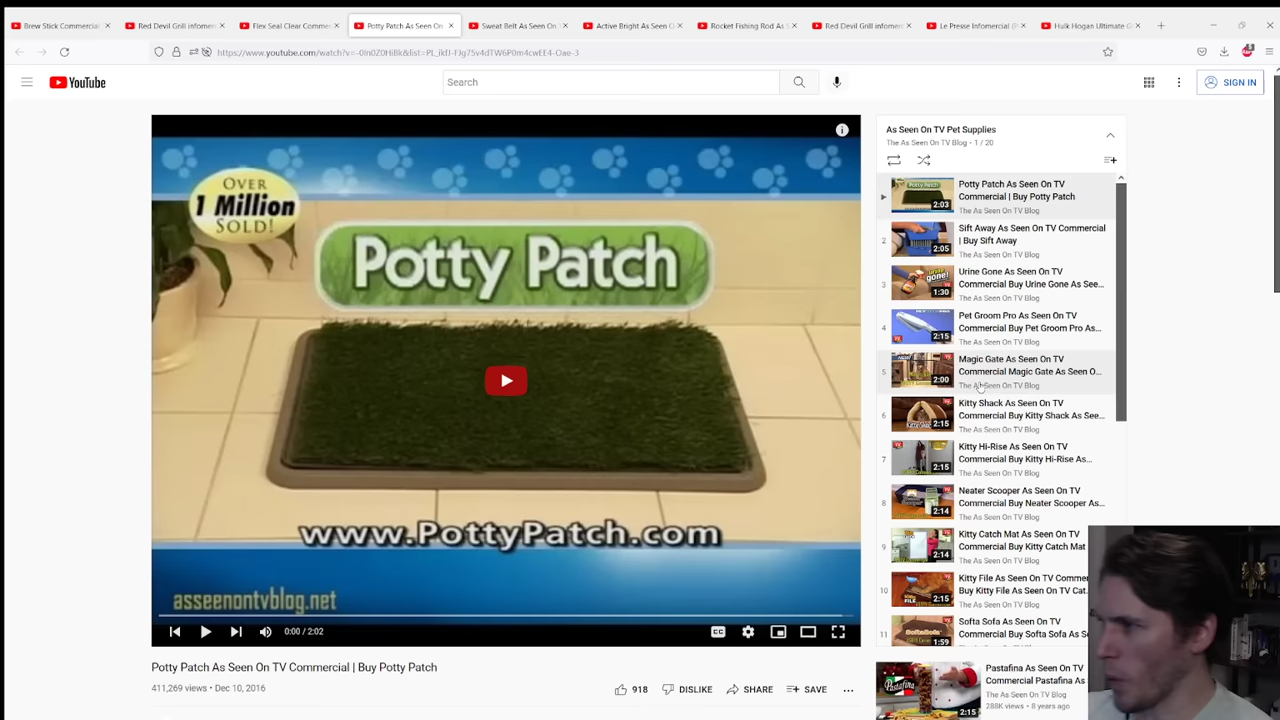 Brew Stick Commercial
Red Devil Grill infomerc
Flex Seal Clear Commer
Potty Patch As Seen On
Sweat Belt As Seen On
Active Bright As Seen O
Rocket Fishing Rod As
Red Devil Grill infomer
Le Presse Infomercial (P
Hulk Hogan Ultimate G
YouTube
Search
SIGN IN
OVER
1 Million
SOLD!
Potty Patch
www.PottyPatch.com
asseenontvblog.net
0:00 / 2:02
CC
Potty Patch As Seen On TV Commercial | Buy Potty Patch
411,269 views • Dec 10, 2016
918
DISLIKE
SHARE
SAVE
As Seen On TV Pet Supplies
The As Seen On TV Blog - 1 / 20
Potty Patch As Seen On TV
Commercial | Buy Potty Patch
The As Seen On TV Blog
2:03
2
Sift Away As Seen On TV Commercial
| Buy Sift Away
The As Seen On TV Blog
2:05
3
Urine Gone As Seen On TV
Commercial Buy Urine Gone As See...
The As Seen On TV Blog
1:30
4
Pet Groom Pro As Seen On TV
Commercial Buy Pet Groom Pro As...
The As Seen On TV Blog
2:15
5
Magic Gate As Seen On TV
Commercial Magic Gate As Seen O...
The As Seen On TV Blog
2:00
6
Kitty Shack As Seen On TV
Commercial Buy Kitty Shack As See...
The As Seen On TV Blog
2:15
7
Kitty Hi-Rise As Seen On TV
Commercial Buy Kitty Hi-Rise As...
The As Seen On TV Blog
2:15
8
Neater Scooper As Seen On TV
Commercial Buy Neater Scooper As...
The As Seen On TV Blog
2:14
9
Kitty Catch Mat As Seen On TV
Commercial Buy Kitty Catch Mat
The As Seen On TV Blog
2:14
10
Kitty File As Seen On TV Comme
Buy Kitty File As Seen On TV Cat.
The As Seen On TV Blog
2:15
11
Softa Sofa As Seen On TV
Commercial Buy Softa Sofa As S
1:59
Pastafina As Seen On TV
Commercial Pastafina As
The As Seen On TV Blog
288K views • 8 years ago
2:15
Pastafina